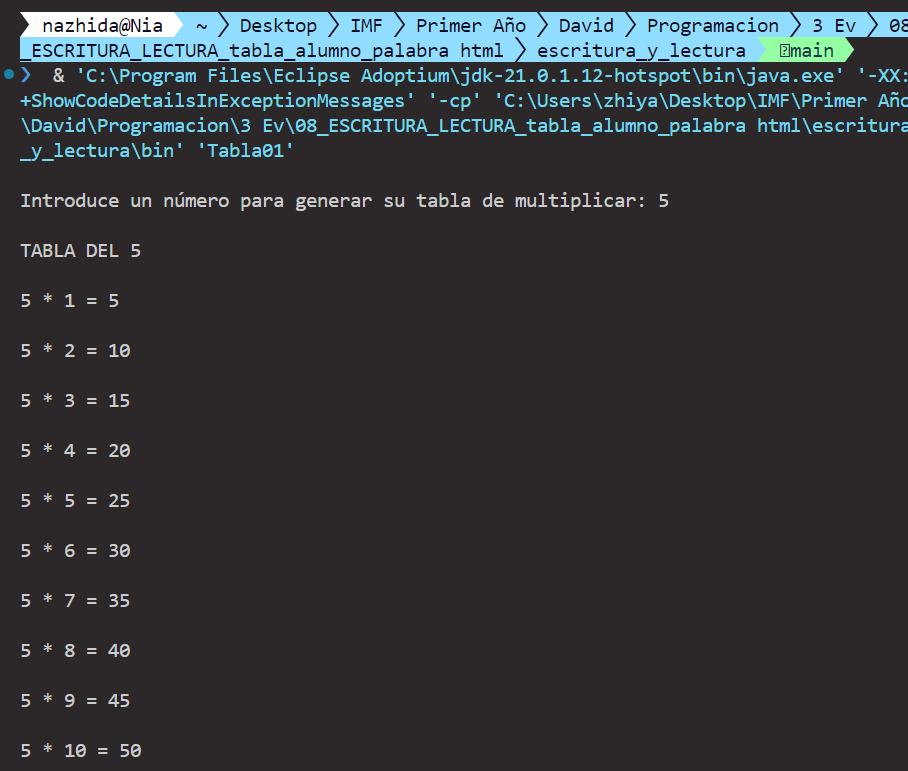 nazhida@Nia ~ Desktop IMF Primer Año David Programacion 3 Ev 08
_ESCRITURA_LECTURA_tabla_alumno_palabra html escritura_y_lectura main
& 'C:\Program Files\Eclipse Adoptium\jdk-21.0.1.12-hotspot\bin\java.exe' '-XX:
+ShowCodeDetailsInExceptionMessages' '-cp' 'C:\Users\zhiya\Desktop\IMF\Primer Año
\David\Programacion\3 Ev\08_ESCRITURA_LECTURA_tabla_alumno_palabra html\escritura
_y_lectura\bin' 'Tabla01'
Introduce un número para generar su tabla de multiplicar: 5
TABLA DEL 5
5 * 1 = 5
5 * 2 = 10
5 * 3 = 15
5 * 4 = 20
5 * 5 = 25
5 * 6 = 30
5 * 7 = 35
5 * 8 = 40
5 * 9 = 45
5 * 10 = 50